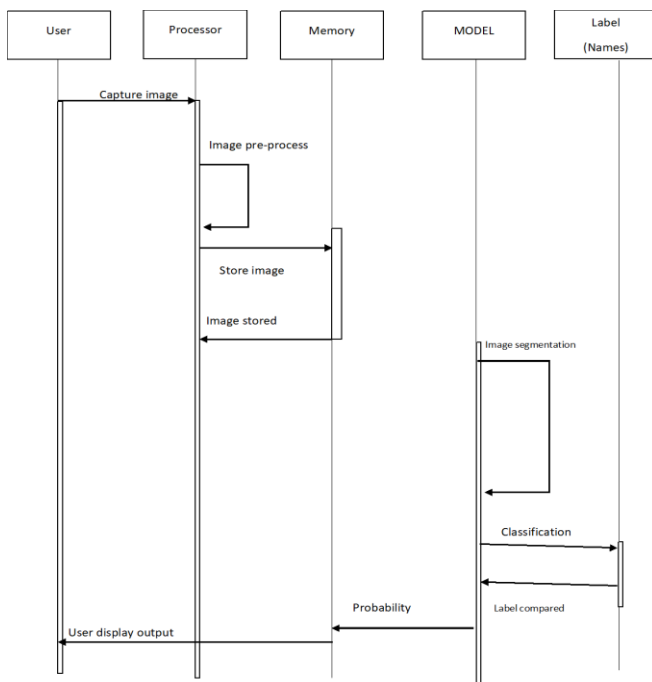 User
Processor
Memory
MODEL
Label
(Names)
Capture image
Image pre-process
Store image
Image stored
Image segmentation
Classification
Label compared
Probability
User display output